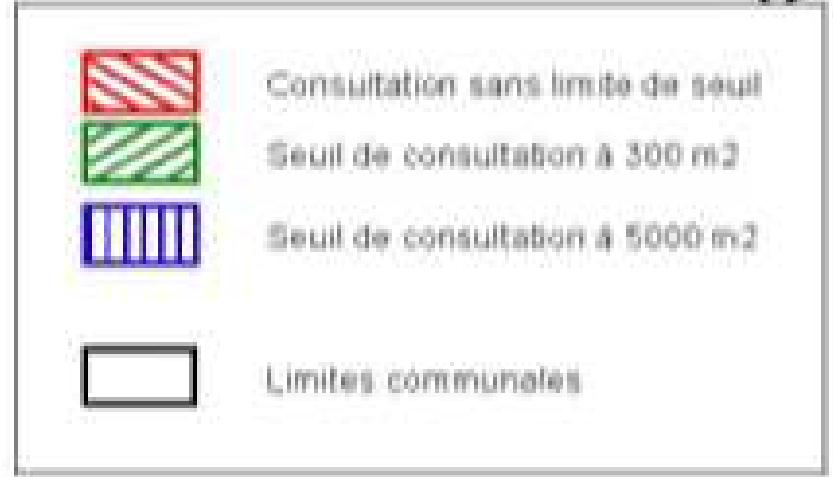 Consultation sans limite de seuil
Seuil de consultation à 300 m2
Seuil de consultation à 5000 m2
Limites communales